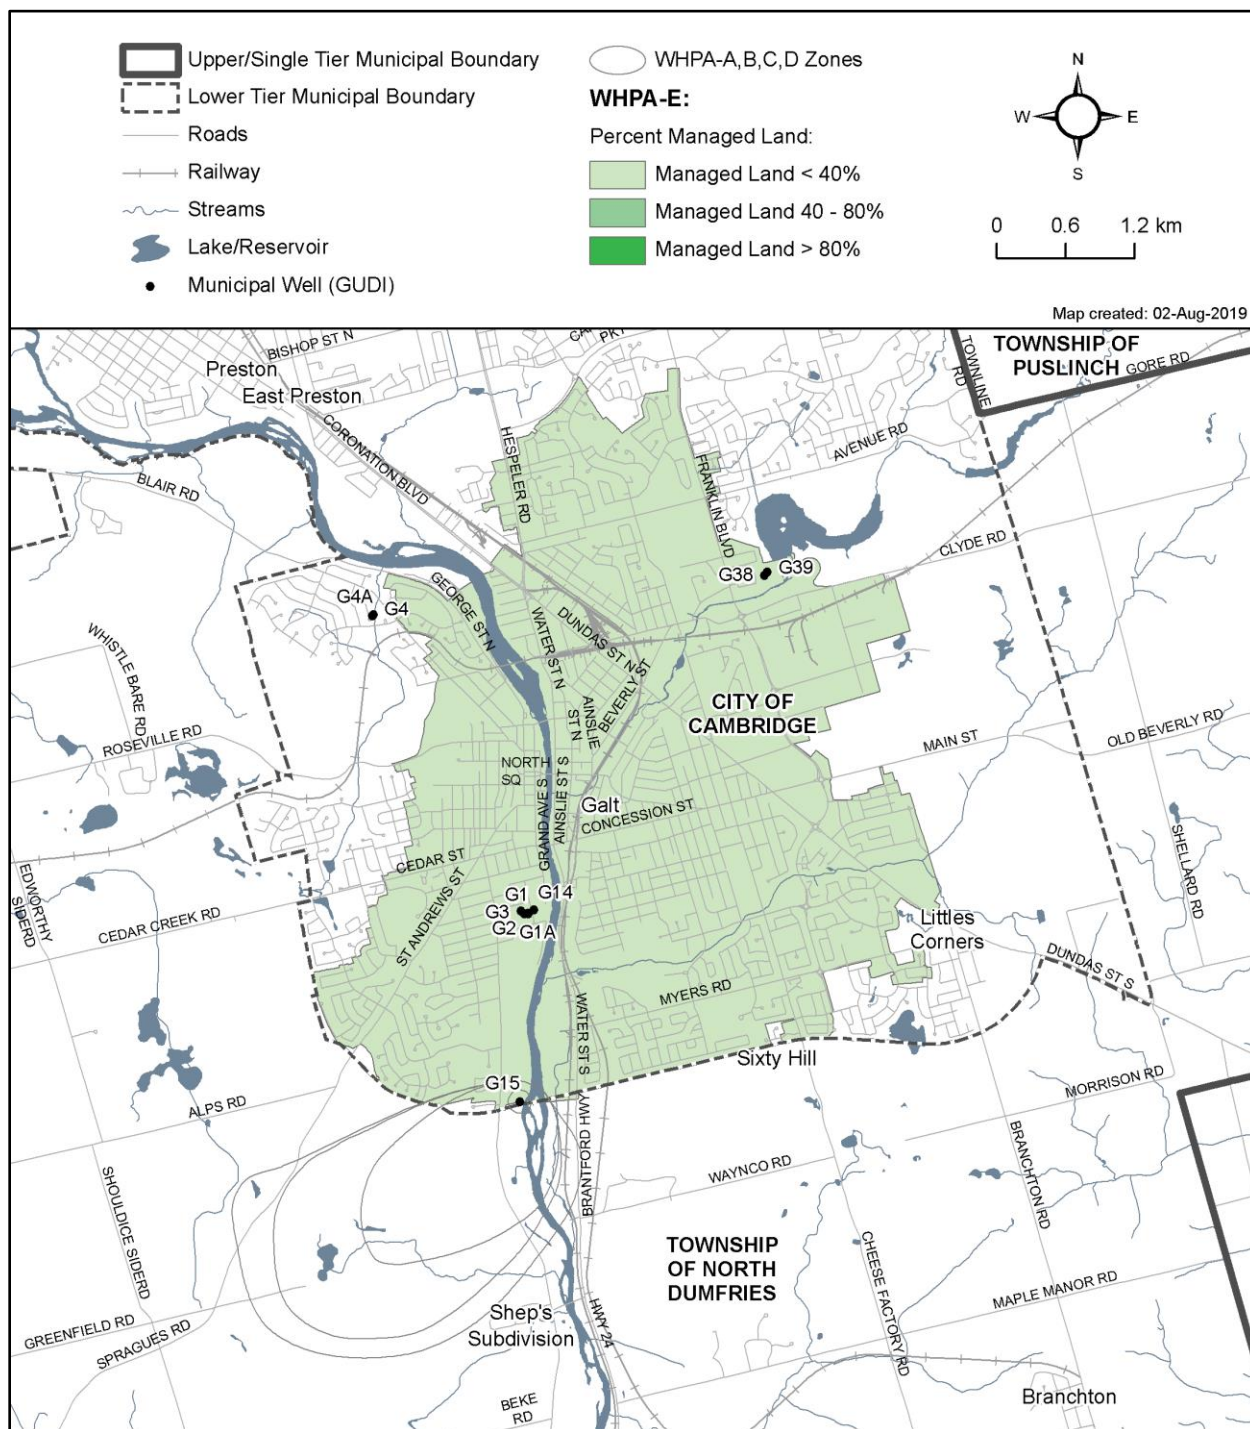 Upper/Single Tier Municipal Boundary
Lower Tier Municipal Boundary
Roads
Railway
Streams
Lake/Reservoir
Municipal Well (GUDI)
WHPA-A,B,C,D Zones
WHPA-E:
Percent Managed Land:
Managed Land < 40%
Managed Land 40 - 80%
Managed Land > 80%
N
W
E
S
0 0.6 1.2 km
Map created: 02-Aug-2019
BISHOP ST N
PKY
Preston
East Preston
CORONATION BLVD
HESPELER RD
FRANKLIN BLVD
AVENUE RD
TOWNLINE
RD
TOWNSHIP OF
PUSLINCH
GORE RD
BLAIR RD
CLYDE RD
G38
G39
G4A
G4
GEORGE ST N
WATER ST N
DUNDAS ST N
BEVERLY ST
AINSLIE
ST N
CITY OF
CAMBRIDGE
WHISTLE BARE RD
ROSEVILLE RD
MAIN ST
OLD BEVERLY RD
NORTH
SQ
GRAND AVE S
AINSLIE ST S
Galt
CONCESSION ST
SHELLARD RD
CEDAR ST
ST ANDREWS ST
EDWORTHY
SIDERD
CEDAR CREEK RD
G1
G14
G3
G2
G1A
Littles
Corners
DUNDAS ST S
MYERS RD
WATER ST S
Sixty Hill
G15
ALPS RD
MORRISON RD
BRANTFORD HWY
WAYNCO RD
BRANCHTON RD
SHOULDICE SIDERD
TOWNSHIP
OF NORTH
DUMFRIES
CHEESE FACTORY RD
MAPLE MANOR RD
GREENFIELD RD
SPRAGUES RD
Shep's
Subdivision
HWY 24
BEKE
RD
Branchton